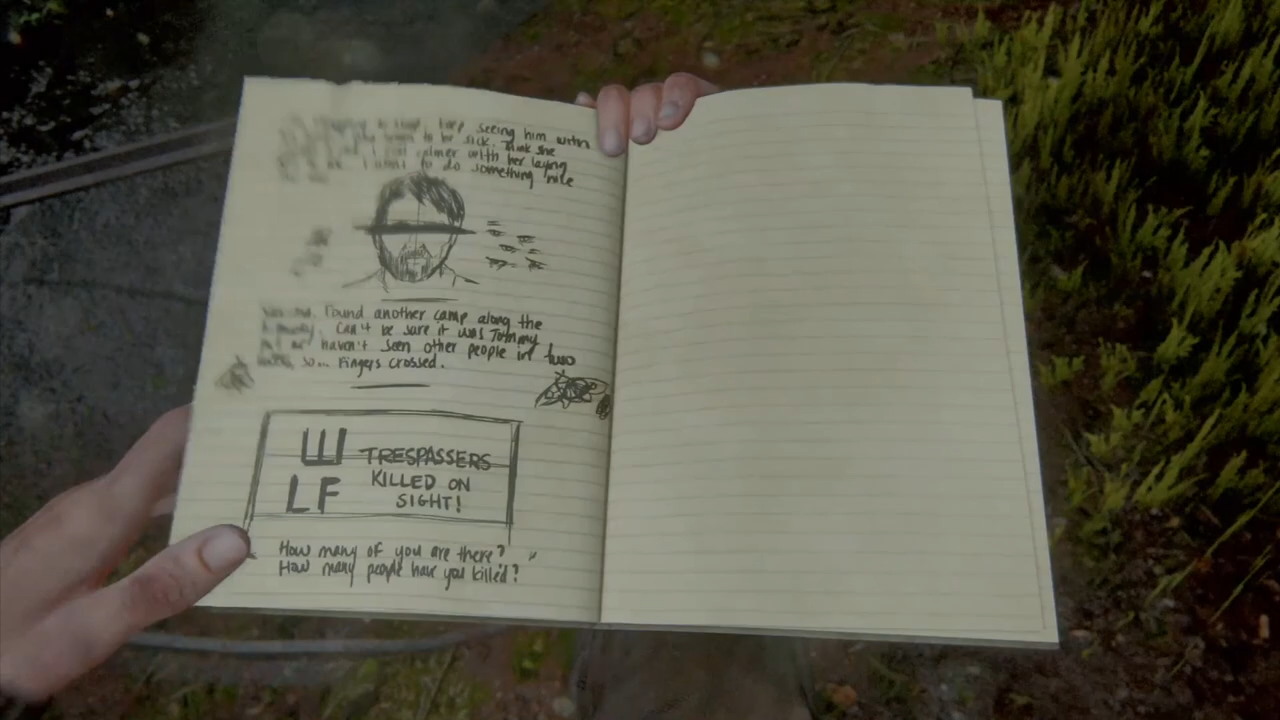 seeing him with
to be sick. Think she
calmer with her laying
to do something nice
Found another camp along the
Can't be sure it was Tommy
haven't seen other people in two
so... Fingers crossed.
W TRESPASSERS
LF KILLED ON
SIGHT!
How many of you are there?
How many people have you killed?